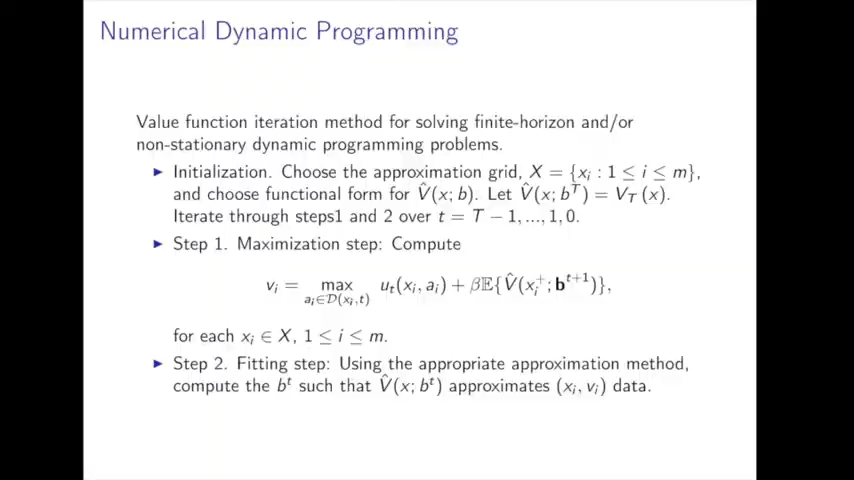 Numerical Dynamic Programming
Value function iteration method for solving finite-horizon and/or
non-stationary dynamic programming problems.
▶ Initialization. Choose the approximation grid, X = {xᵢ : 1 ≤ i ≤ m},
and choose functional form for V̂(x; b). Let V̂(x; bᵀ) = V_T(x).
Iterate through steps1 and 2 over t = T − 1, ..., 1, 0.
▶ Step 1. Maximization step: Compute
vᵢ = max_{aᵢ∈𝒟(xᵢ,t)} uₜ(xᵢ, aᵢ) + β𝔼{V̂(xᵢ⁺; 𝐛ᵗ⁺¹)},
for each xᵢ ∈ X, 1 ≤ i ≤ m.
▶ Step 2. Fitting step: Using the appropriate approximation method,
compute the bᵗ such that V̂(x; bᵗ) approximates (xᵢ, vᵢ) data.